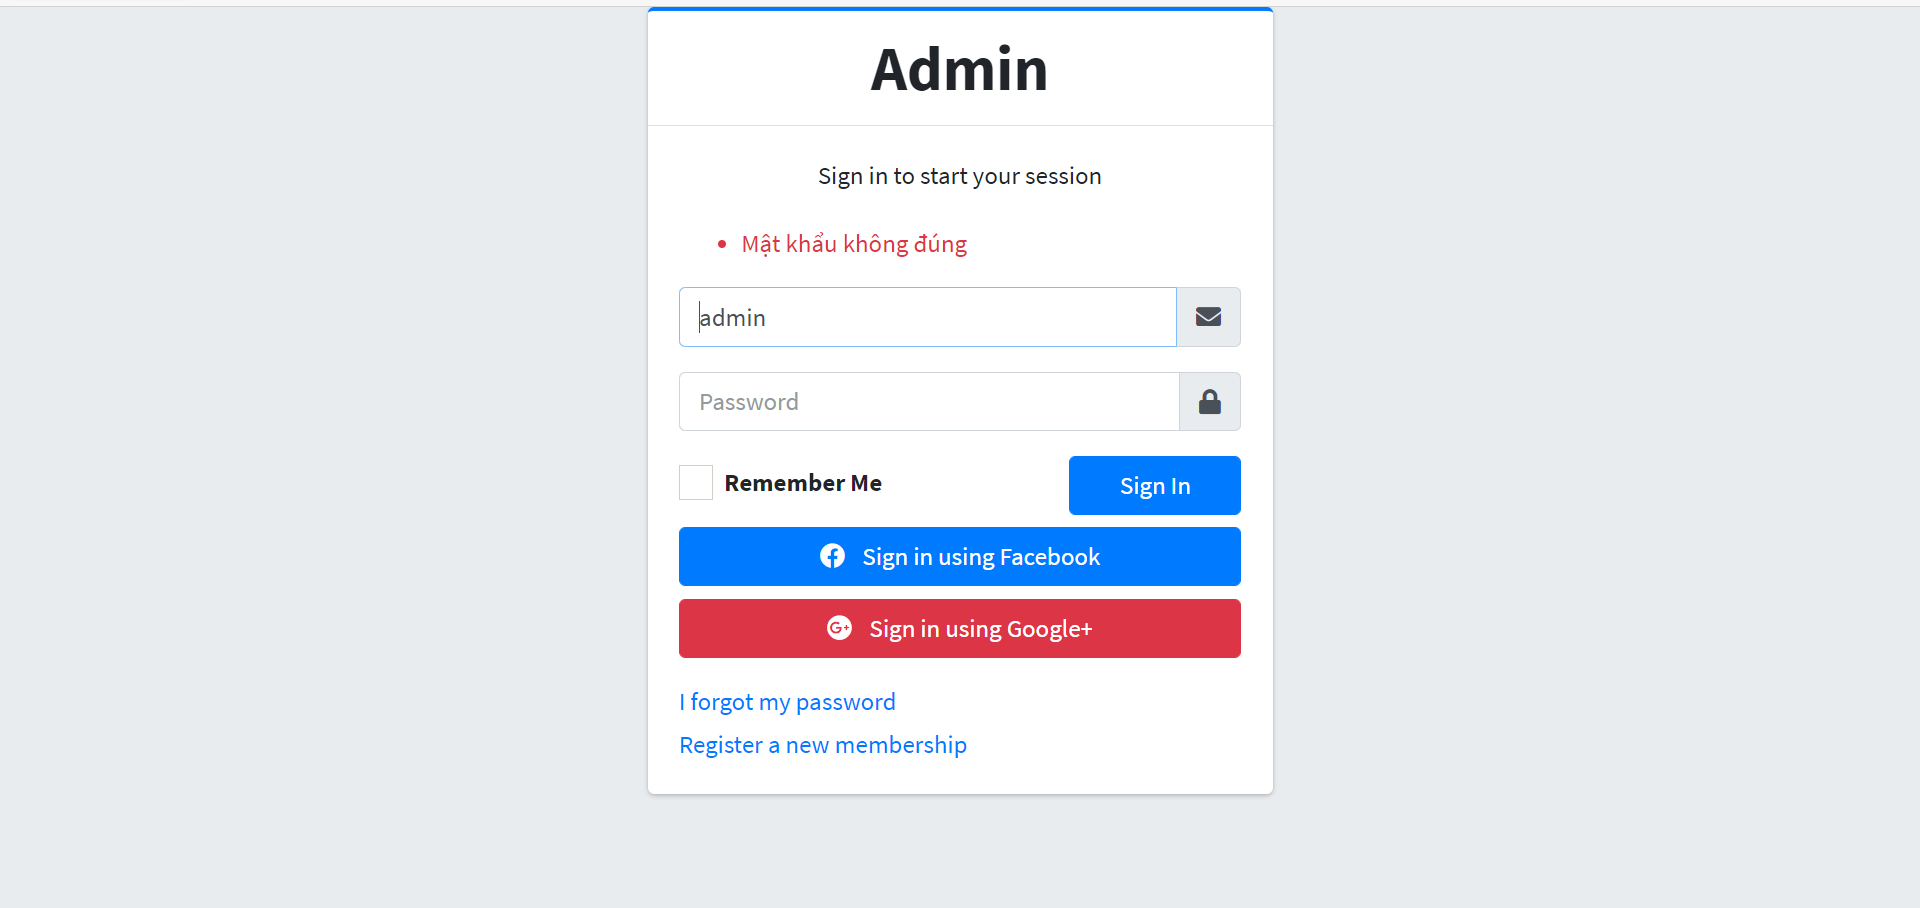 Admin
Sign in to start your session
Mật khẩu không đúng
admin
Password
Remember Me
Sign In
Sign in using Facebook
G+ Sign in using Google+
I forgot my password
Register a new membership